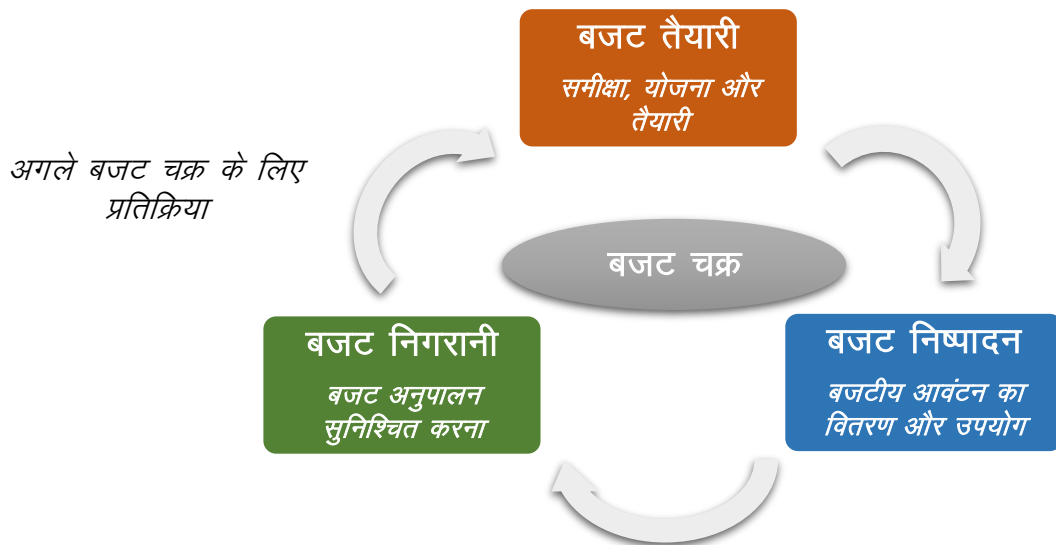 बजट तैयारी
समीक्षा, योजना और
तैयारी
अगले बजट चक्र के लिए
प्रतिक्रिया
बजट चक्र
बजट निगरानी
बजट अनुपालन
सुनिश्चित करना
बजट निष्पादन
बजटीय आवंटन का
वितरण और उपयोग